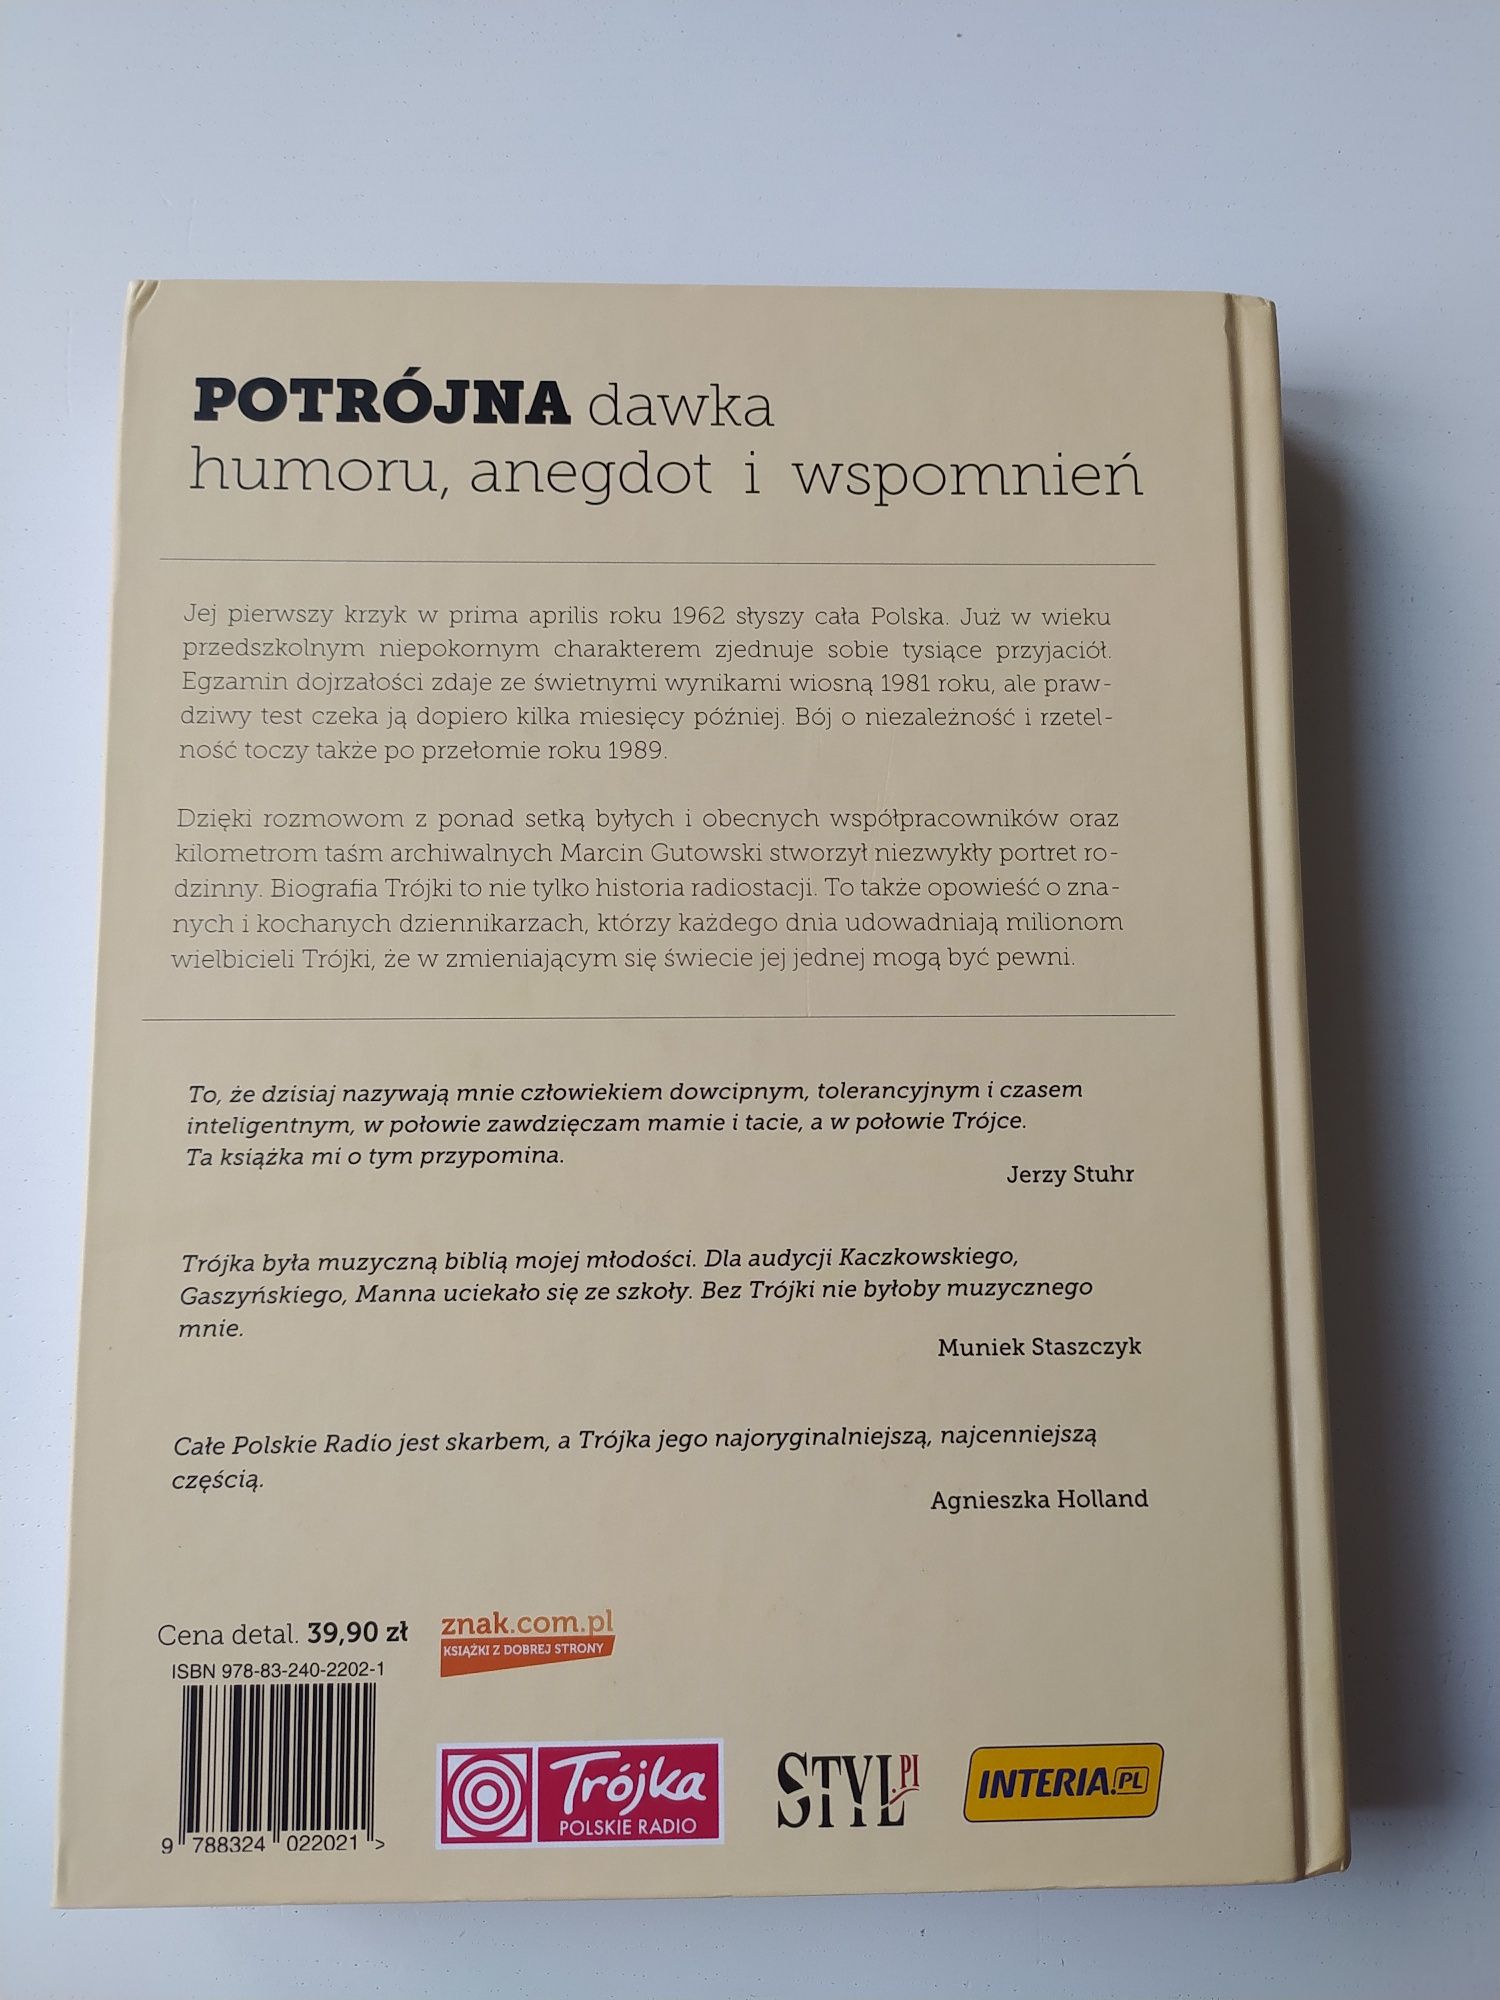 POTRÓJNA dawka
humoru, anegdot i wspomnień
Jej pierwszy krzyk w prima aprilis roku 1962 słyszy cała Polska. Już w wieku
przedszkolnym niepokornym charakterem zjednuje sobie tysiące przyjaciół.
Egzamin dojrzałości zdaje ze świetnymi wynikami wiosną 1981 roku, ale praw-
dziwy test czeka ją dopiero kilka miesięcy później. Bój o niezależność i rzetel-
ność toczy także po przełomie roku 1989.
Dzięki rozmowom z ponad setką byłych i obecnych współpracowników oraz
kilometrom taśm archiwalnych Marcin Gutowski stworzył niezwykły portret ro-
dzinny. Biografia Trójki to nie tylko historia radiostacji. To także opowieść o zna-
nych i kochanych dziennikarzach, którzy każdego dnia udowadniają milionom
wielbicieli Trójki, że w zmieniającym się świecie jej jednej mogą być pewni.
To, że dzisiaj nazywają mnie człowiekiem dowcipnym, tolerancyjnym i czasem
inteligentnym, w połowie zawdzięczam mamie i tacie, a w połowie Trójce.
Ta książka mi o tym przypomina.
Jerzy Stuhr
Trójka była muzyczną biblią mojej młodości. Dla audycji Kaczkowskiego,
Gaszyńskiego, Manna uciekało się ze szkoły. Bez Trójki nie byłoby muzycznego
mnie.
Muniek Staszczyk
Całe Polskie Radio jest skarbem, a Trójka jego najoryginalniejszą, najcenniejszą
częścią.
Agnieszka Holland
Cena detal. 39,90 zł
ISBN 978-83-240-2202-1
9 788324 022021 >
znak.com.pl
KSIĄŻKI Z DOBREJ STRONY
Trójka
POLSKIE RADIO
STYL.PL
INTERIA.PL